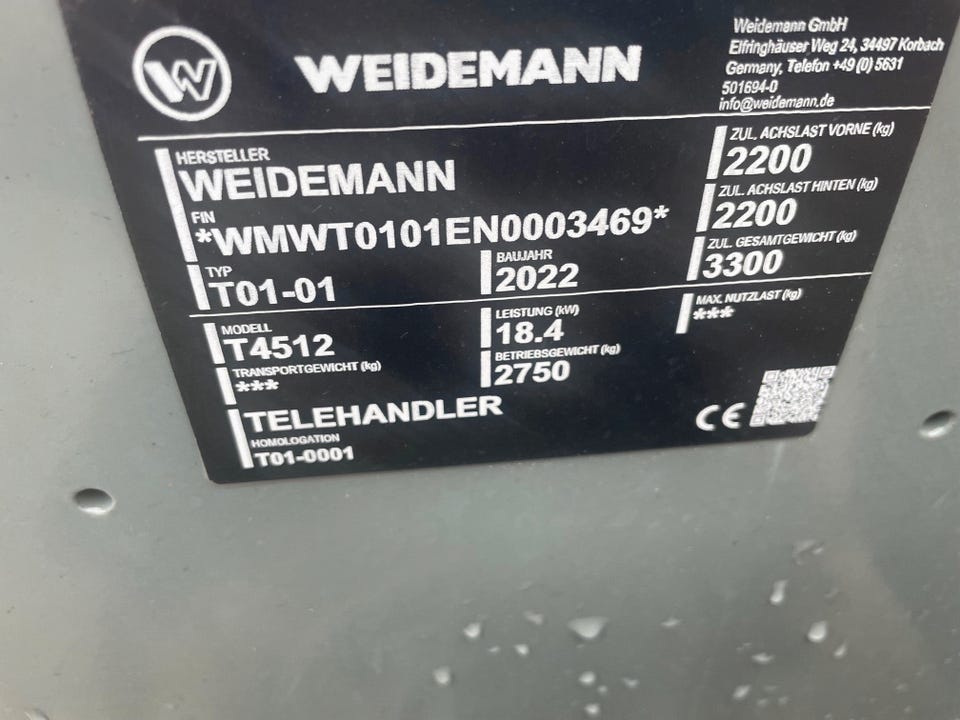 W WEIDEMANN
Weidemann GmbH
Elfringhäuser Weg 24, 34497 Korbach
Germany, Telefon +49 (0) 5631
501694-0
info@weidemann.de
HERSTELLER
WEIDEMANN
FIN
*WMWT0101EN0003469*
TYP
T01-01
BAUJAHR
2022
ZUL. ACHSLAST VORNE (kg)
2200
ZUL. ACHSLAST HINTEN (kg)
2200
ZUL. GESAMTGEWICHT (kg)
3300
MODELL
T4512
LEISTUNG (kW)
18.4
MAX. NUTZLAST (kg)
***
TRANSPORTGEWICHT (kg)
***
BETRIEBSGEWICHT (kg)
2750
TELEHANDLER
HOMOLOGATION
T01-0001
CE